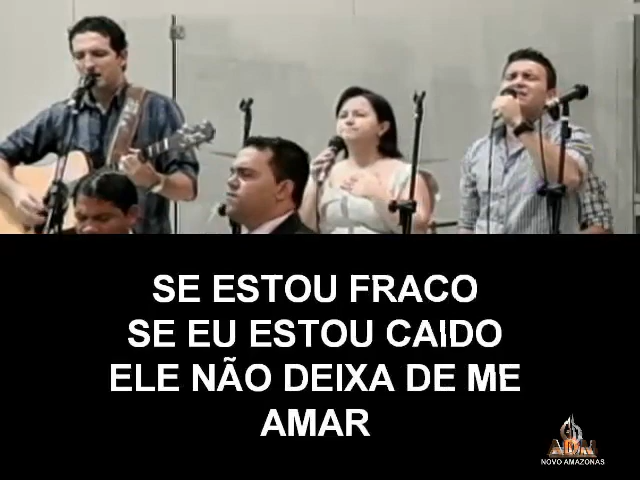 SE ESTOU FRACO
SE EU ESTOU CAIDO
ELE NÃO DEIXA DE ME
AMAR
NOVO AMAZONAS